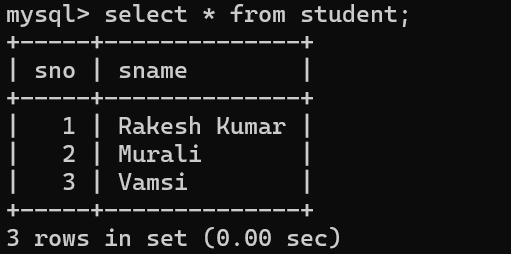 mysql> select * from student;
+-----+--------------+
| sno | sname        |
+-----+--------------+
|   1 | Rakesh Kumar |
|   2 | Murali       |
|   3 | Vamsi        |
+-----+--------------+
3 rows in set (0.00 sec)